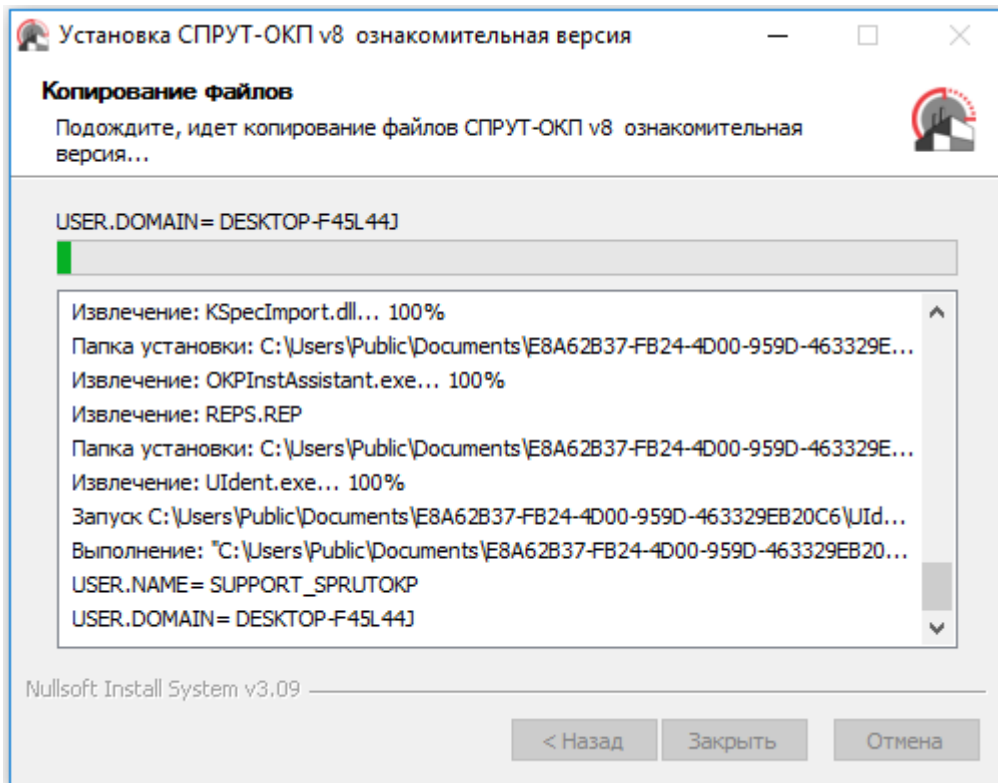 Установка СПРУТ-ОКП v8 ознакомительная версия
Копирование файлов
Подождите, идет копирование файлов СПРУТ-ОКП v8 ознакомительная
версия...
USER.DOMAIN= DESKTOP-F45L44J
Извлечение: KSpecImport.dll... 100%
Папка установки: C:\Users\Public\Documents\E8A62B37-FB24-4D00-959D-463329E...
Извлечение: OKPInstAssistant.exe... 100%
Извлечение: REPS.REP
Папка установки: C:\Users\Public\Documents\E8A62B37-FB24-4D00-959D-463329E...
Извлечение: UIdent.exe... 100%
Запуск C:\Users\Public\Documents\E8A62B37-FB24-4D00-959D-463329EB20C6\UId...
Выполнение: "C:\Users\Public\Documents\E8A62B37-FB24-4D00-959D-463329EB20...
USER.NAME= SUPPORT_SPRUTOKP
USER.DOMAIN= DESKTOP-F45L44J
Nullsoft Install System v3.09
< Назад Закрыть Отмена